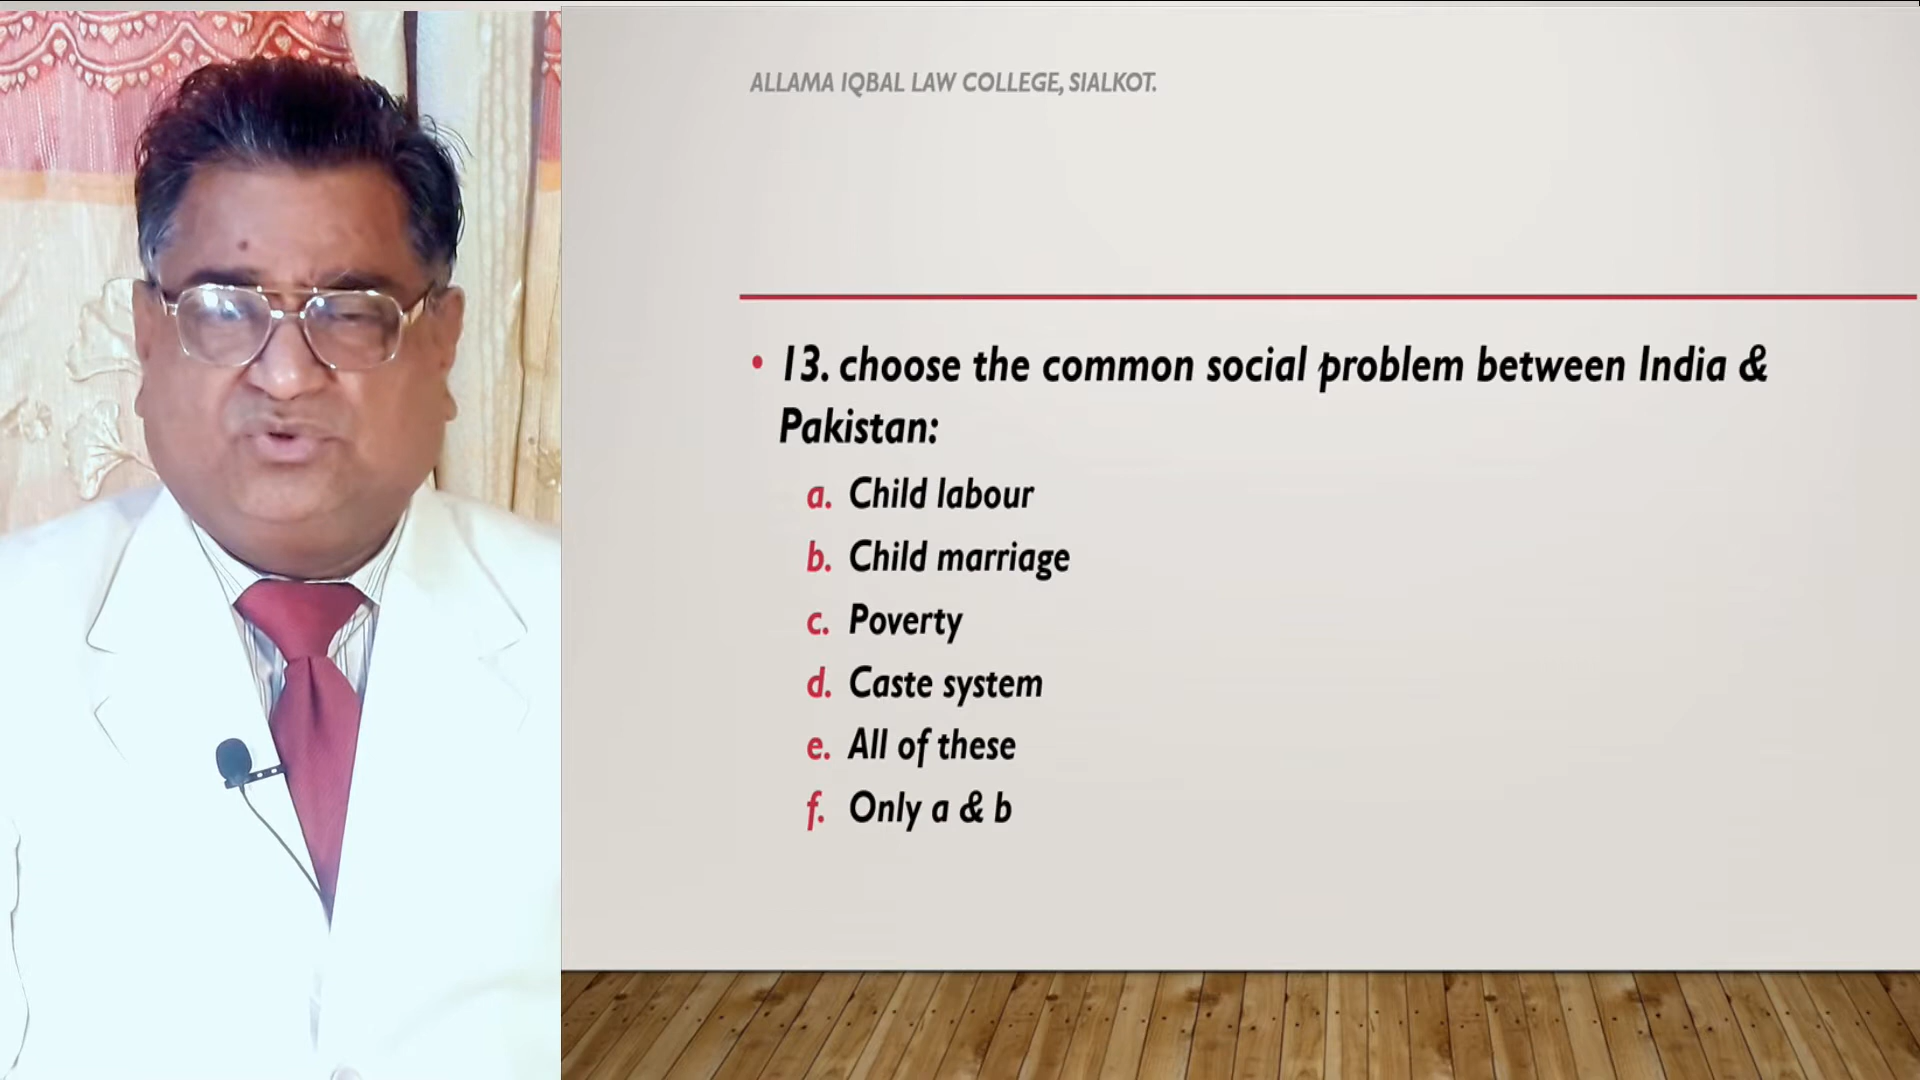 ALLAMA IQBAL LAW COLLEGE, SIALKOT.
• 13. choose the common social problem between India &
Pakistan:
a. Child labour
b. Child marriage
c. Poverty
d. Caste system
e. All of these
f. Only a & b